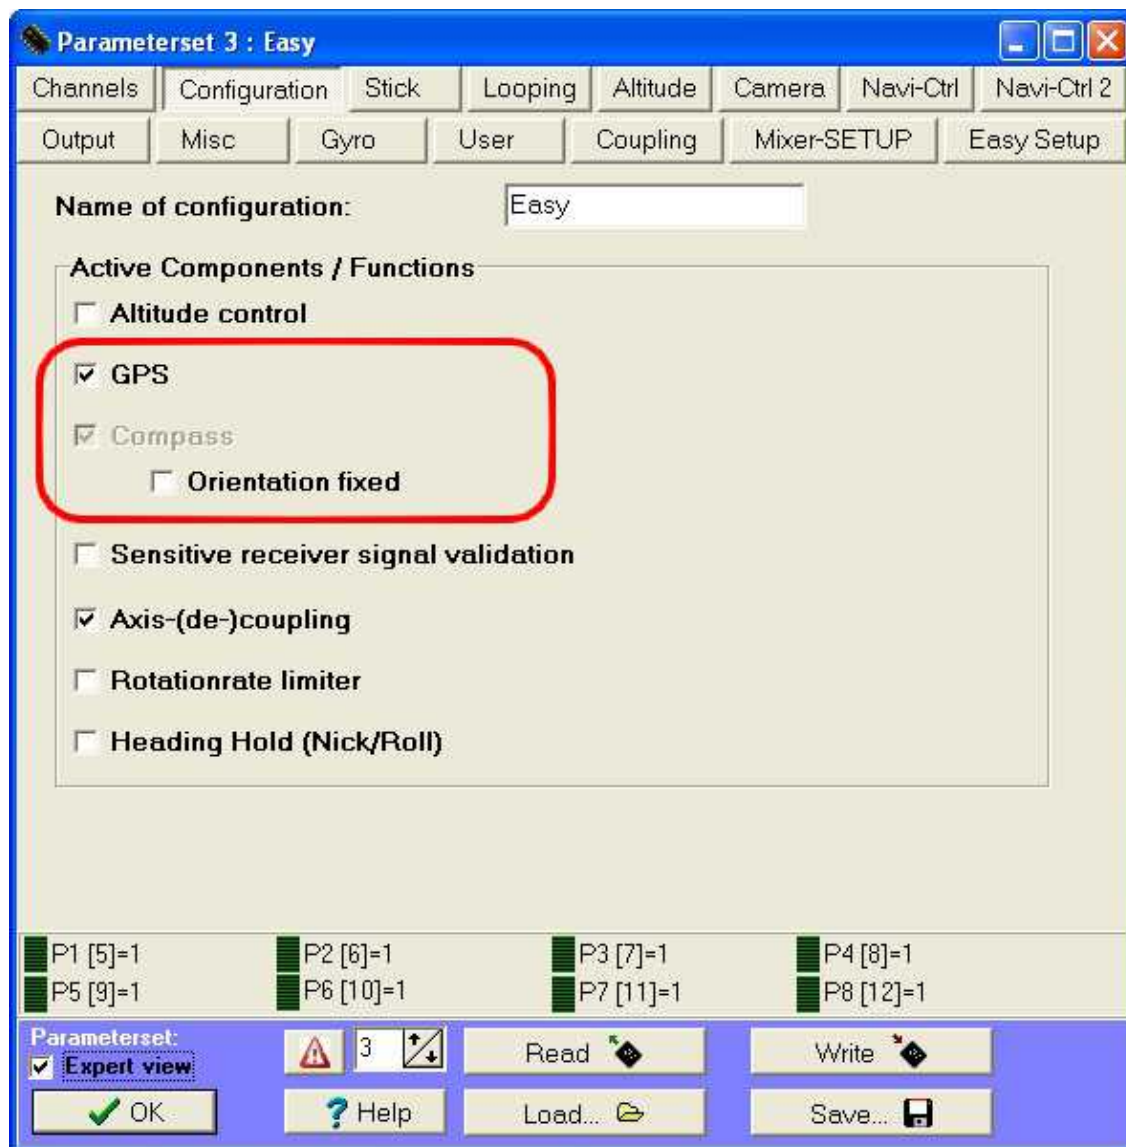 Parameterset 3 : Easy
Channels Configuration Stick Looping Altitude Camera Navi-Ctrl Navi-Ctrl 2
Output Misc Gyro User Coupling Mixer-SETUP Easy Setup
Name of configuration: Easy
Active Components / Functions
Altitude control
GPS
Compass
Orientation fixed
Sensitive receiver signal validation
Axis-(de-)coupling
Rotationrate limiter
Heading Hold (Nick/Roll)
P1 [5]=1 P2 [6]=1 P3 [7]=1 P4 [8]=1
P5 [9]=1 P6 [10]=1 P7 [11]=1 P8 [12]=1
Parameterset:
Expert view 3 Read Write
OK Help Load... Save...